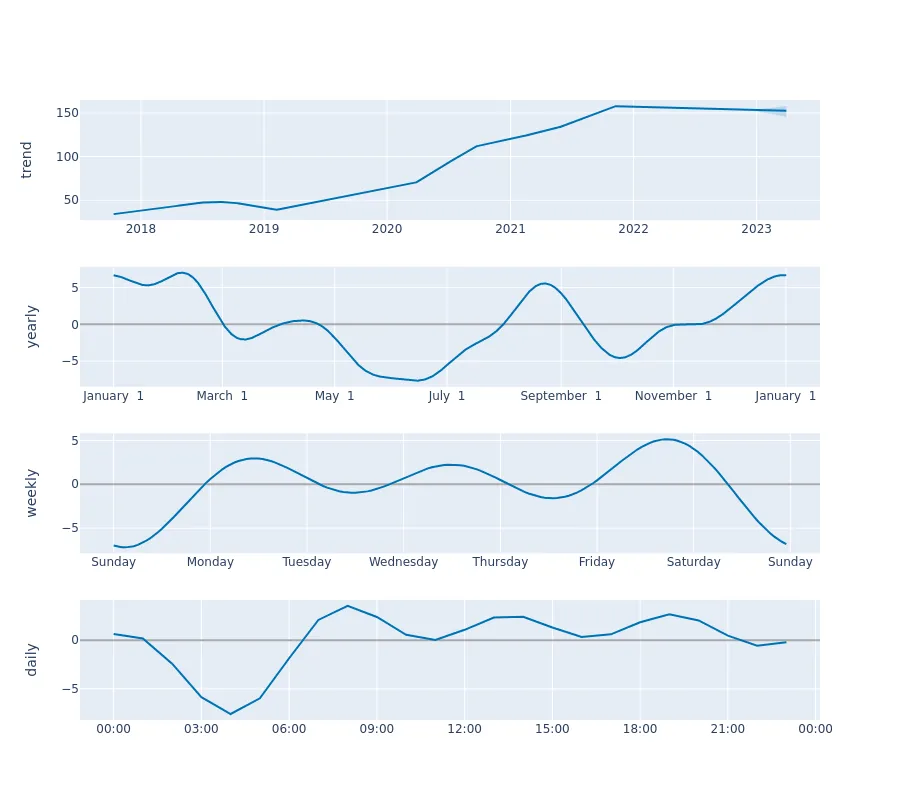 trend
150
100
50
2018 2019 2020 2021 2022 2023
yearly
5
0
−5
January 1 March 1 May 1 July 1 September 1 November 1 January 1
weekly
5
0
−5
Sunday Monday Tuesday Wednesday Thursday Friday Saturday Sunday
daily
0
−5
00:00 03:00 06:00 09:00 12:00 15:00 18:00 21:00 00:00